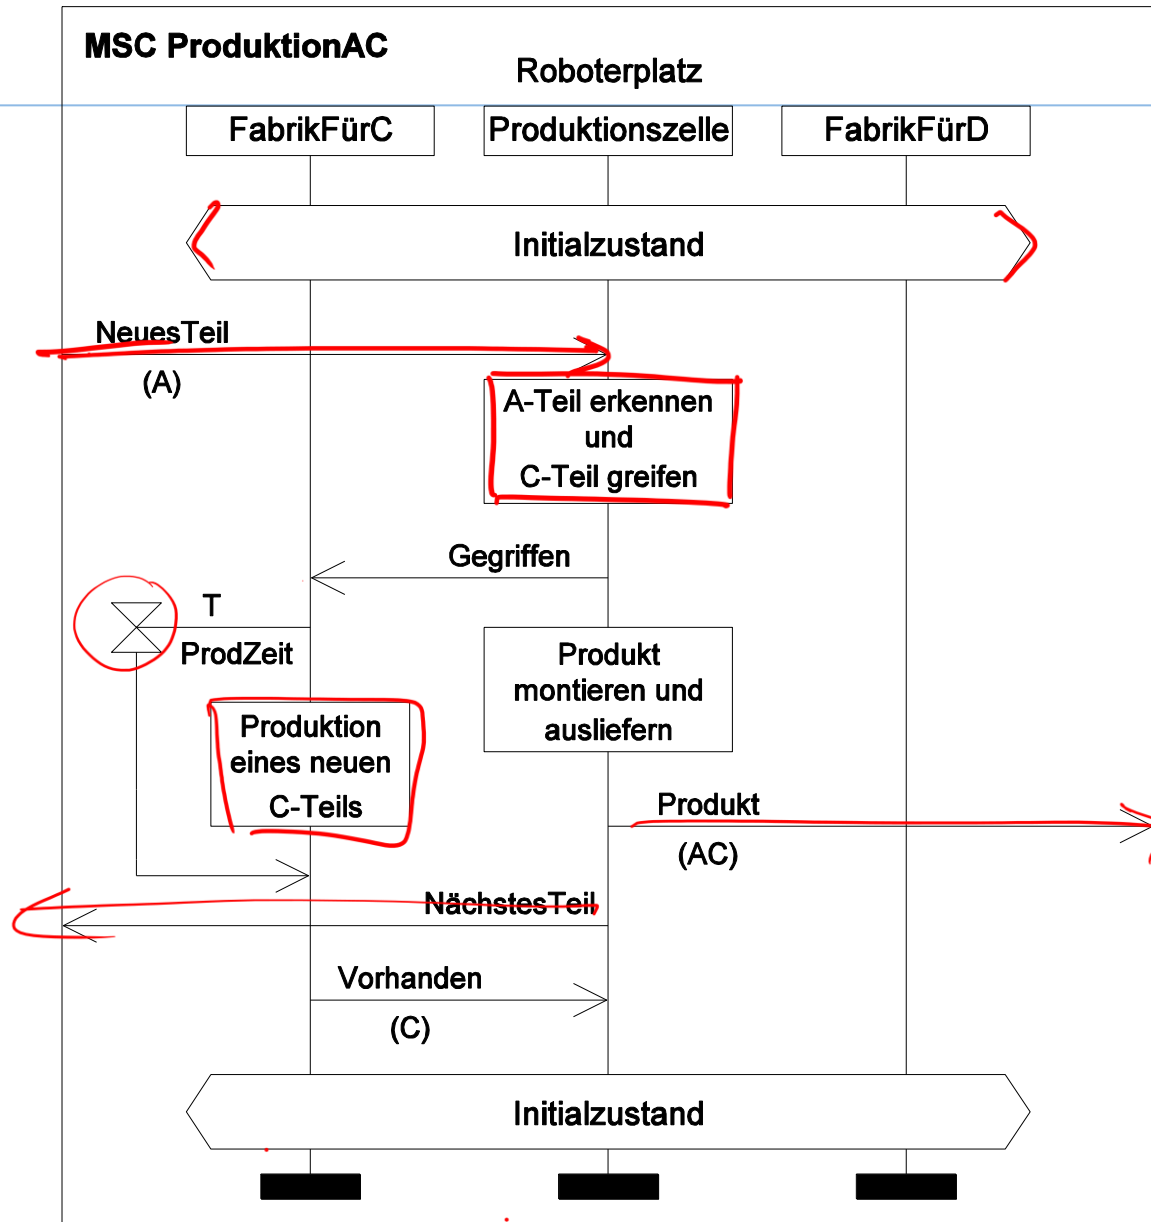 MSC ProduktionAC
Roboterplatz
FabrikFürC
Produktionszelle
FabrikFürD
Initialzustand
NeuesTeil
(A)
A-Teil erkennen
und
C-Teil greifen
Gegriffen
T
ProdZeit
Produkt
montieren und
ausliefern
Produktion
eines neuen
C-Teils
Produkt
(AC)
NächstesTeil
Vorhanden
(C)
Initialzustand